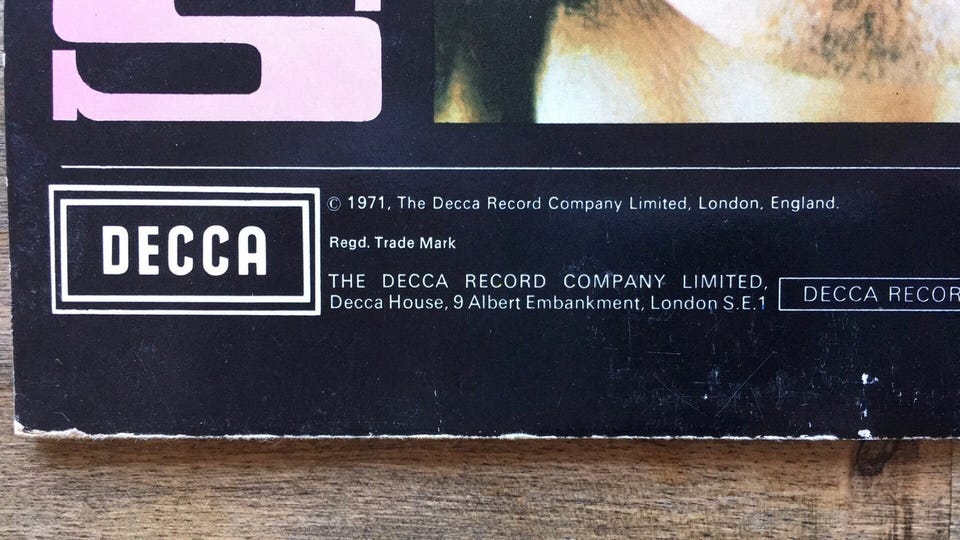 S
DECCA
© 1971, The Decca Record Company Limited, London, England.
Regd. Trade Mark
THE DECCA RECORD COMPANY LIMITED,
Decca House, 9 Albert Embankment, London S.E.1
DECCA RECOR